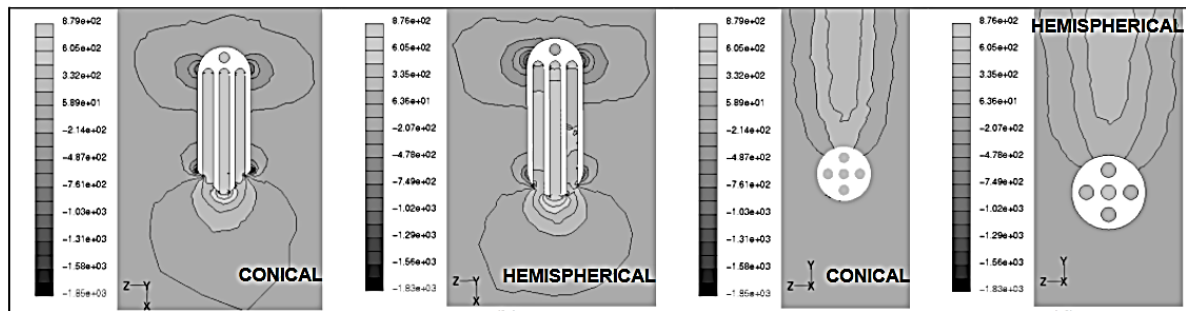 8.79e+02
6.05e+02
3.32e+02
5.89e+01
-2.14e+02
-4.87e+02
-7.61e+02
-1.03e+03
-1.31e+03
-1.58e+03
-1.85e+03
Z Y
X
CONICAL
8.76e+02
6.05e+02
3.35e+02
6.36e+01
-2.07e+02
-4.78e+02
-7.49e+02
-1.02e+03
-1.29e+03
-1.56e+03
-1.83e+03
Z Y
X
HEMISPHERICAL
8.79e+02
6.05e+02
3.32e+02
5.89e+01
-2.14e+02
-4.87e+02
-7.61e+02
-1.03e+03
-1.31e+03
-1.58e+03
-1.85e+03
Y
Z X
CONICAL
HEMISPHERICAL
8.76e+02
6.05e+02
3.35e+02
6.36e+01
-2.07e+02
-4.78e+02
-7.49e+02
-1.02e+03
-1.29e+03
-1.56e+03
-1.83e+03
Y
Z X